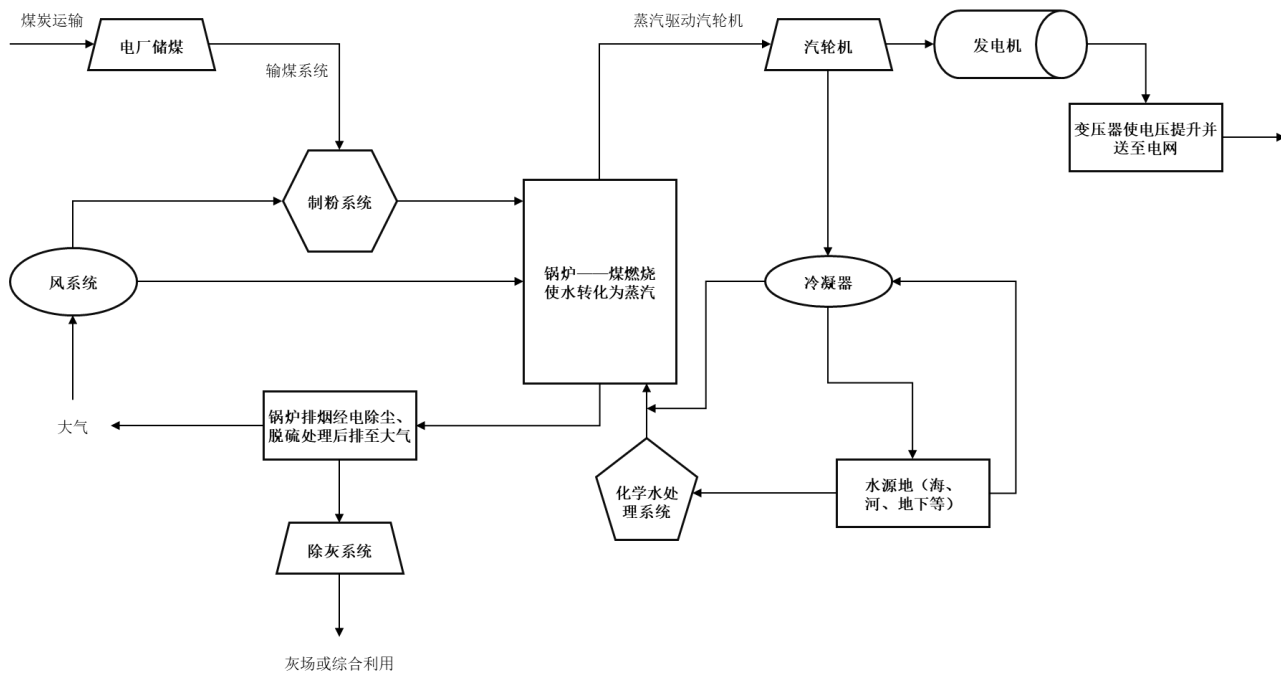 煤炭运输
电厂储煤
输煤系统
蒸汽驱动汽轮机
汽轮机
发电机
变压器使电压提升并
送至电网
制粉系统
风系统
锅炉——煤燃烧
使水转化为蒸汽
冷凝器
大气
锅炉排烟经电除尘、
脱硫处理后排至大气
化学水处
理系统
水源地（海、
河、地下等）
除灰系统
灰场或综合利用